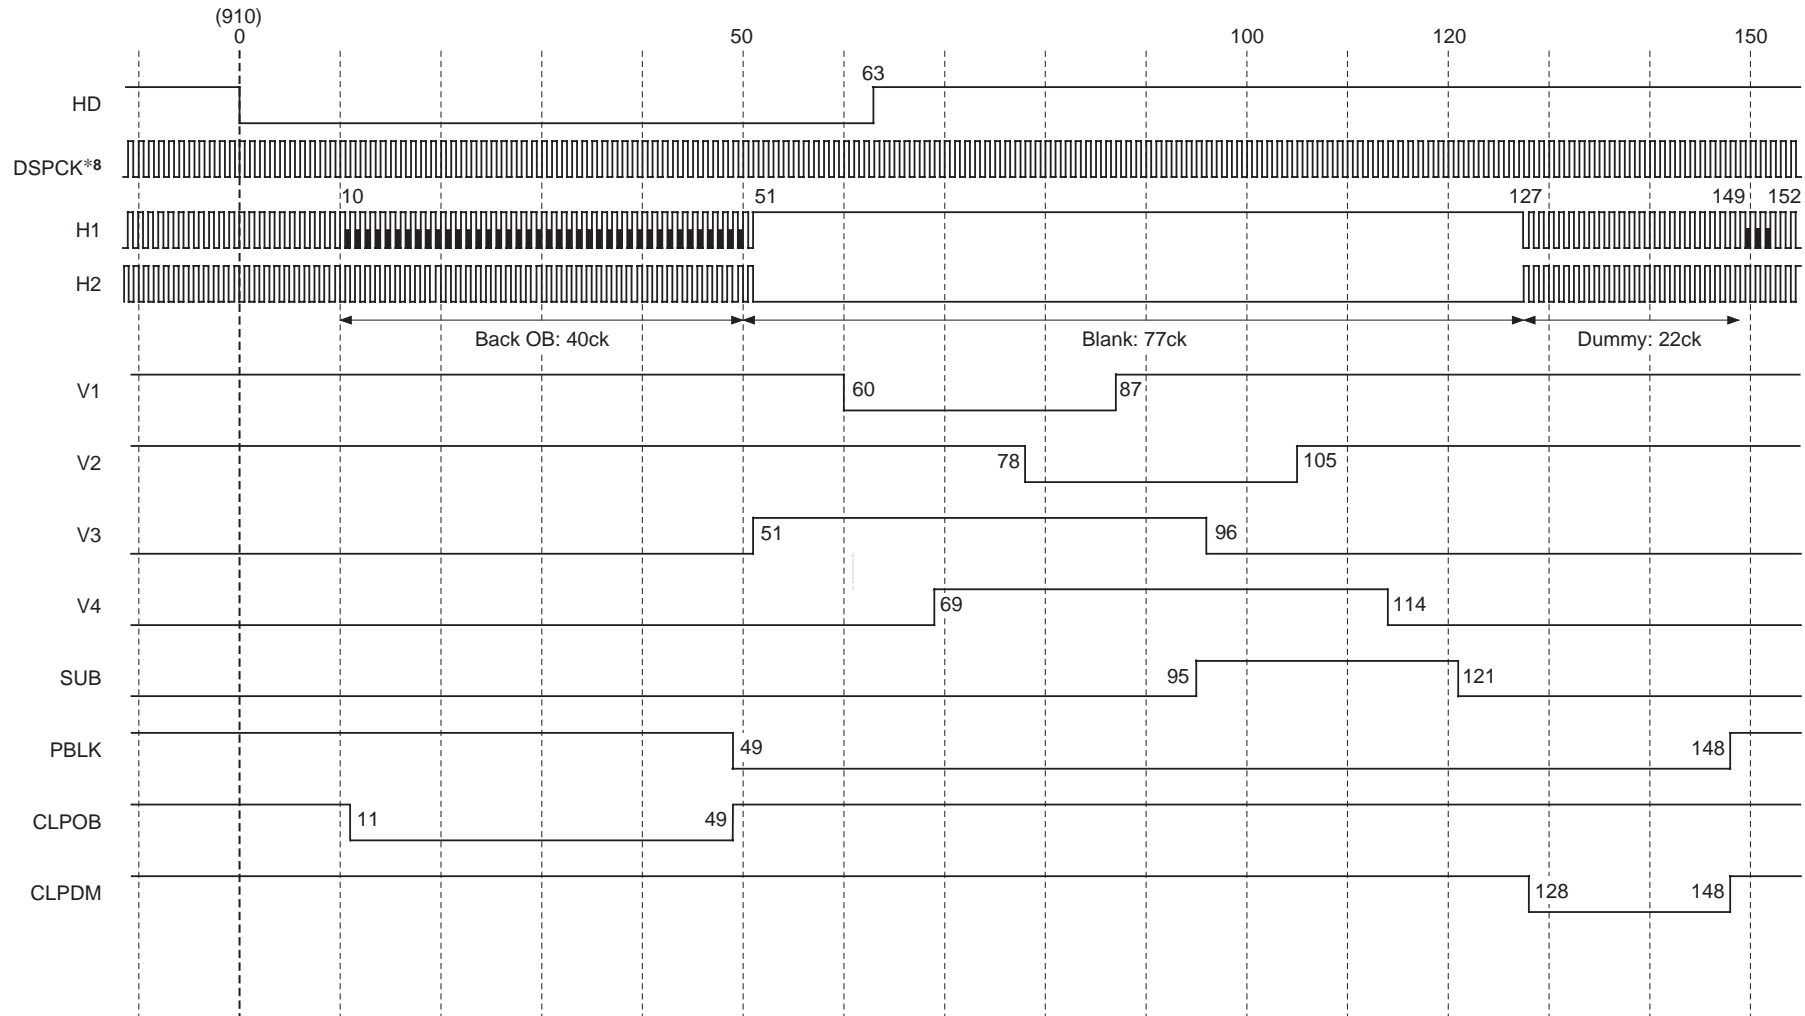 (910)
0 50 100 120 150
HD 63
DSPCK*8
H1 10 51 127 149 152
H2
Back OB: 40ck Blank: 77ck Dummy: 22ck
V1 60 87
V2 78 105
V3 51 96
V4 69 114
SUB 95 121
PBLK 49 148
CLPOB 11 49
CLPDM 128 148